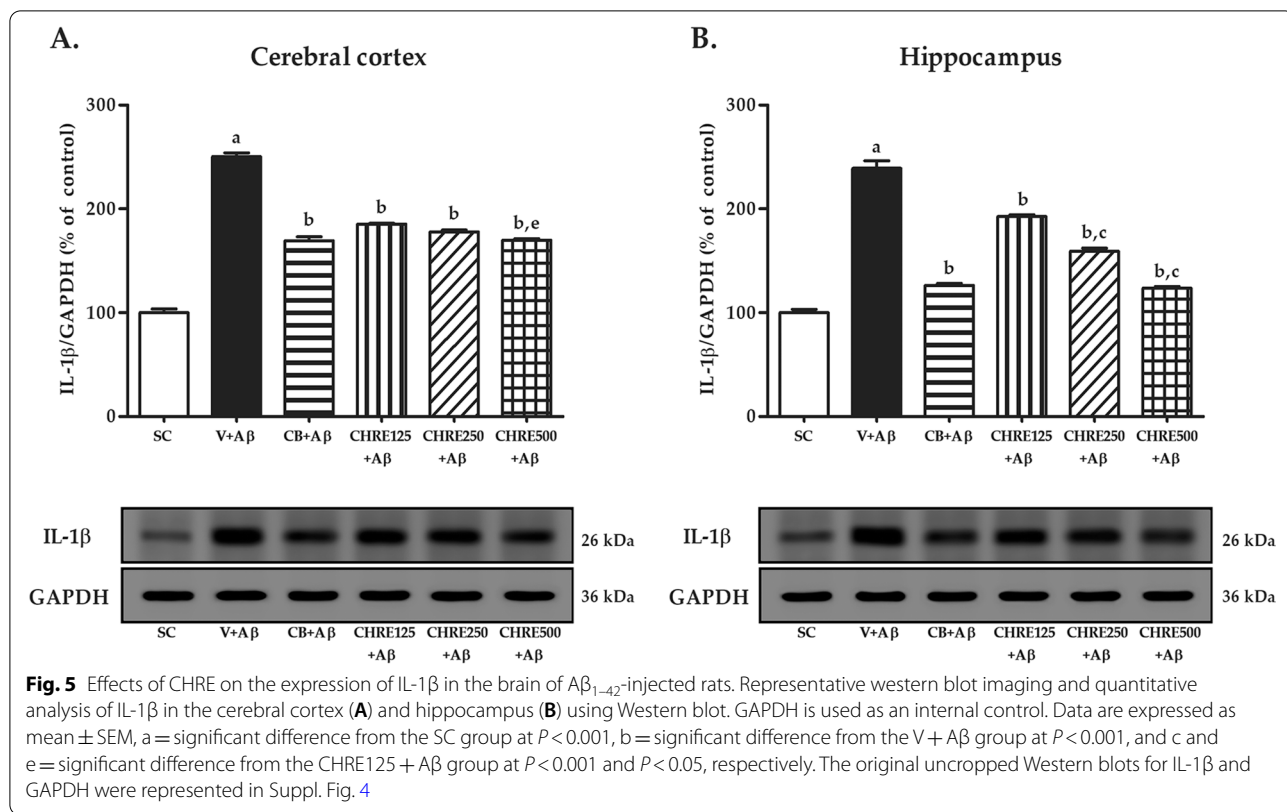 A.
Cerebral cortex
IL-1β/GAPDH (% of control)
300
200
100
0
a
b
b
b
b,e
SC
V+Aβ
CB+Aβ
CHRE125
+Aβ
CHRE250
+Aβ
CHRE500
+Aβ
IL-1β
26 kDa
GAPDH
36 kDa
SC
V+Aβ
CB+Aβ
CHRE125
+Aβ
CHRE250
+Aβ
CHRE500
+Aβ
B.
Hippocampus
IL-1β/GAPDH (% of control)
300
200
100
0
a
b
b
b,c
b,c
SC
V+Aβ
CB+Aβ
CHRE125
+Aβ
CHRE250
+Aβ
CHRE500
+Aβ
IL-1β
26 kDa
GAPDH
36 kDa
SC
V+Aβ
CB+Aβ
CHRE125
+Aβ
CHRE250
+Aβ
CHRE500
+Aβ
Fig. 5 Effects of CHRE on the expression of IL-1β in the brain of Aβ1–42-injected rats. Representative western blot imaging and quantitative
analysis of IL-1β in the cerebral cortex (A) and hippocampus (B) using Western blot. GAPDH is used as an internal control. Data are expressed as
mean ± SEM, a = significant difference from the SC group at P < 0.001, b = significant difference from the V + Aβ group at P < 0.001, and c and
e = significant difference from the CHRE125 + Aβ group at P < 0.001 and P < 0.05, respectively. The original uncropped Western blots for IL-1β and
GAPDH were represented in Suppl. Fig. 4